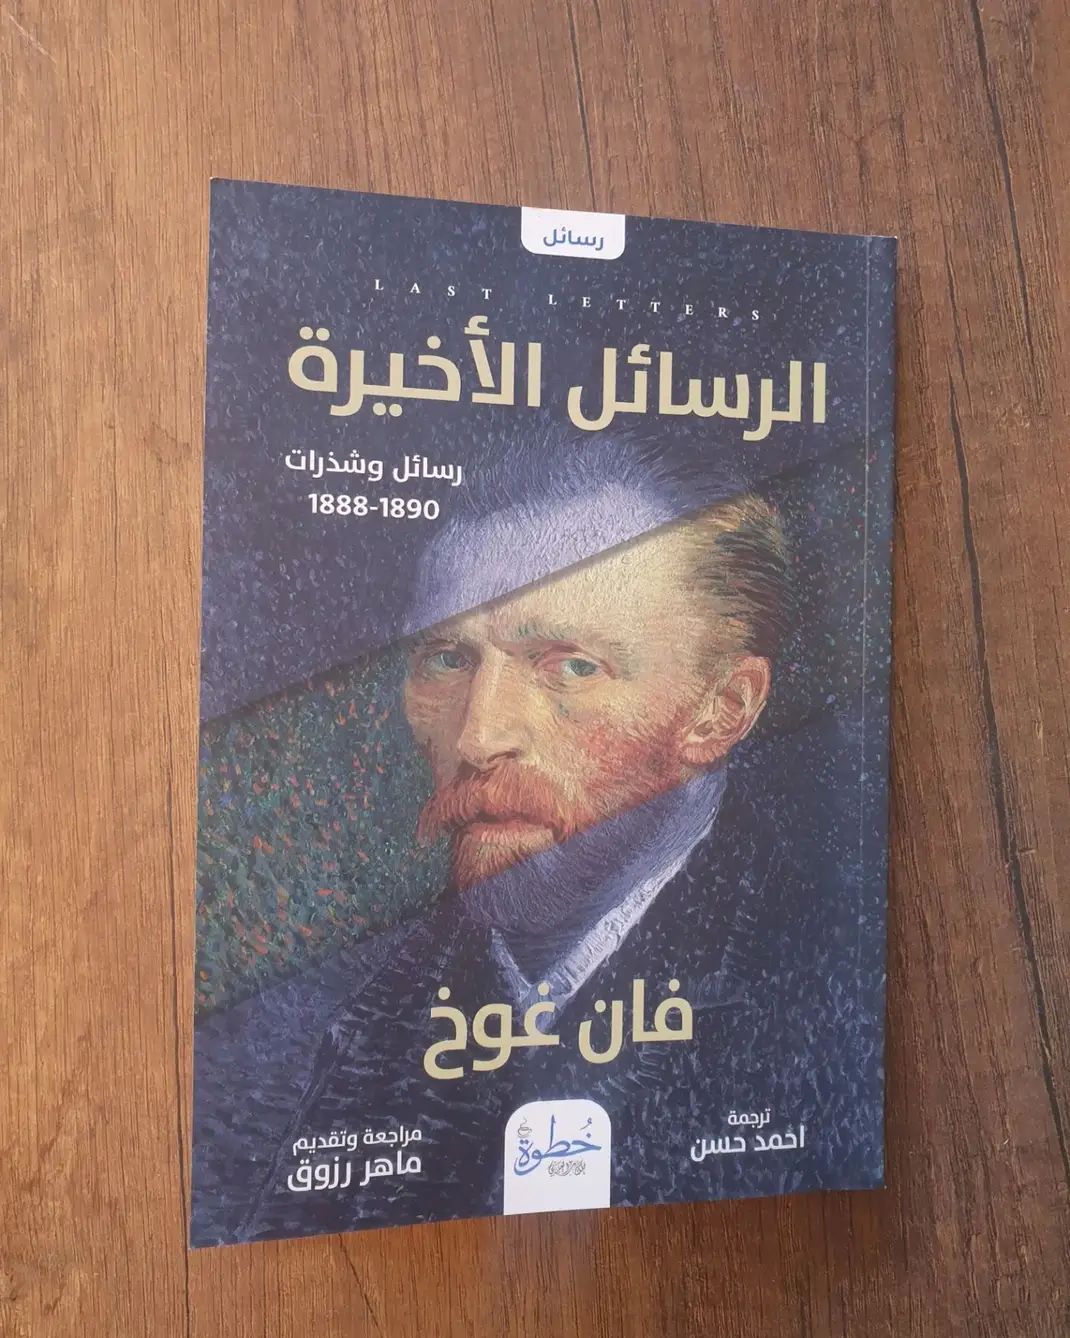 رسائل
LAST LETTERS
الرسائل الأخيرة
رسائل وشذرات
1888-1890
فان غوخ
ترجمة
احمد حسن
مراجعة وتقديم
ماهر رزوق
خُطوة